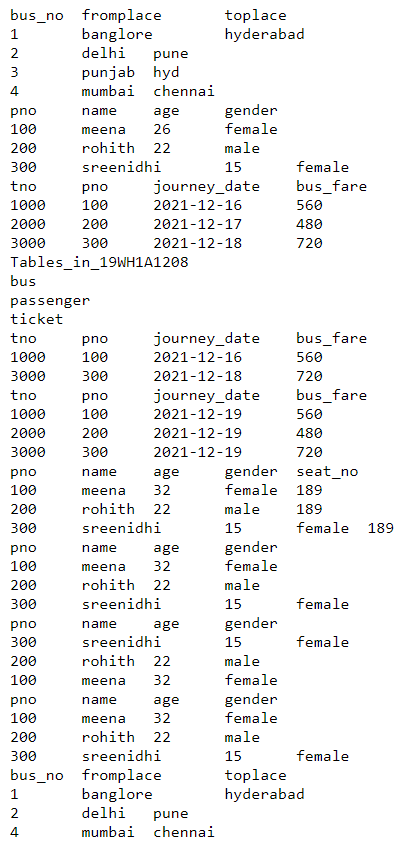 bus_no fromplace toplace
1 banglore hyderabad
2 delhi pune
3 punjab hyd
4 mumbai chennai
pno name age gender
100 meena 26 female
200 rohith 22 male
300 sreenidhi 15 female
tno pno journey_date bus_fare
1000 100 2021-12-16 560
2000 200 2021-12-17 480
3000 300 2021-12-18 720
Tables_in_19WH1A1208
bus
passenger
ticket
tno pno journey_date bus_fare
1000 100 2021-12-16 560
3000 300 2021-12-18 720
tno pno journey_date bus_fare
1000 100 2021-12-19 560
2000 200 2021-12-19 480
3000 300 2021-12-19 720
pno name age gender seat_no
100 meena 32 female 189
200 rohith 22 male 189
300 sreenidhi 15 female 189
pno name age gender
100 meena 32 female
200 rohith 22 male
300 sreenidhi 15 female
pno name age gender
300 sreenidhi 15 female
200 rohith 22 male
100 meena 32 female
pno name age gender
100 meena 32 female
200 rohith 22 male
300 sreenidhi 15 female
bus_no fromplace toplace
1 banglore hyderabad
2 delhi pune
4 mumbai chennai